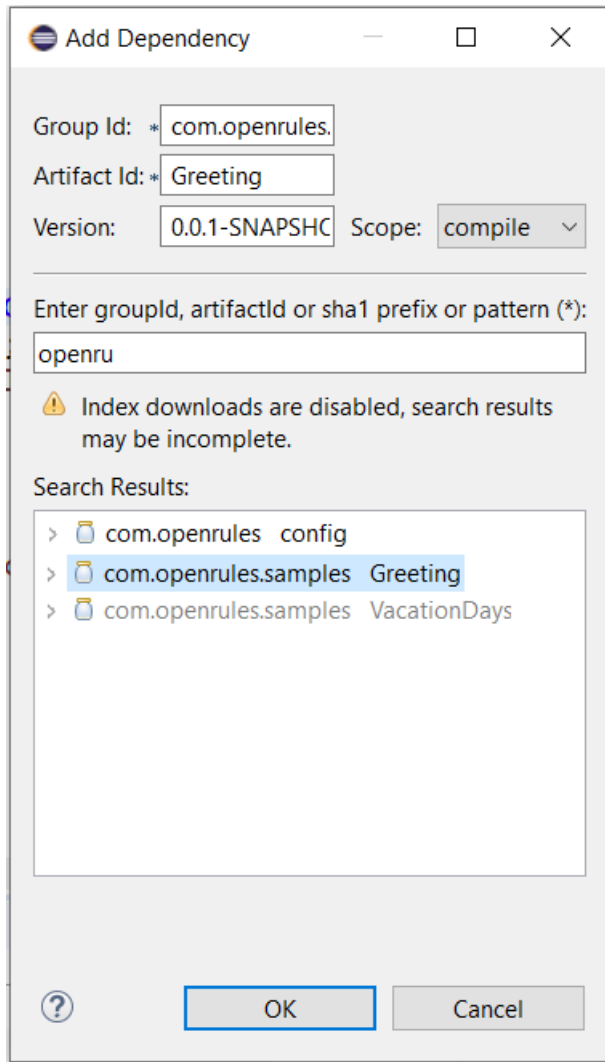 Add Dependency
Group Id: * com.openrules.
Artifact Id: * Greeting
Version: 0.0.1-SNAPSHC Scope: compile
Enter groupId, artifactId or sha1 prefix or pattern (*):
openru
Index downloads are disabled, search results
may be incomplete.
Search Results:
com.openrules config
com.openrules.samples Greeting
com.openrules.samples VacationDays
? OK Cancel